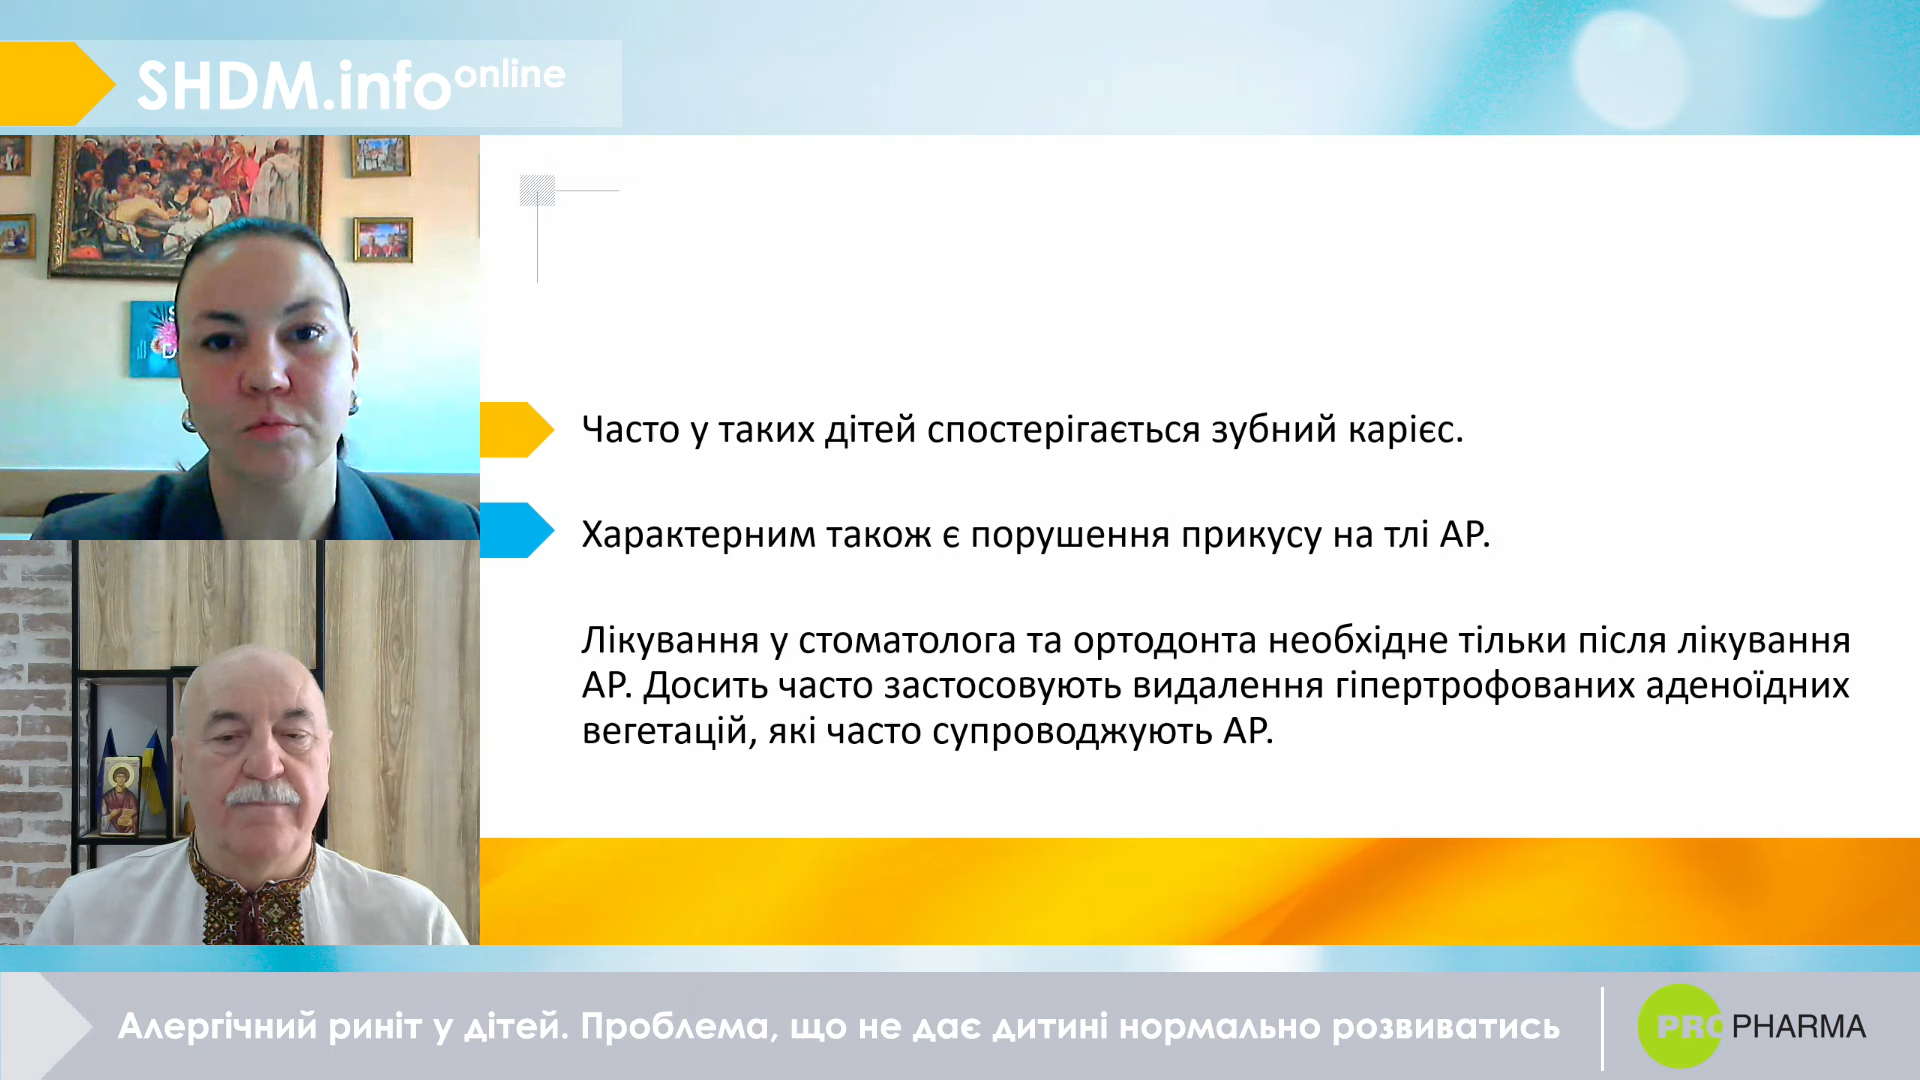 SHDM.info online
Часто у таких дітей спостерігається зубний карієс.
Характерним також є порушення прикусу на тлі АР.
Лікування у стоматолога та ортодонта необхідне тільки після лікування
АР. Досить часто застосовують видалення гіпертрофованих аденоїдних
вегетацій, які часто супроводжують АР.
Алергічний риніт у дітей. Проблема, що не дає дитині нормально розвиватись
PRO PHARMA